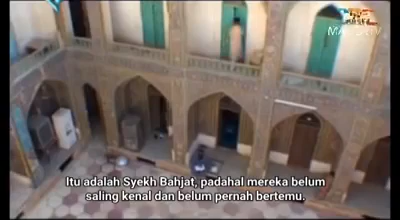 Itu adalah Syekh Bahjat, padahal mereka belum
saling kenal dan belum pernah bertemu.